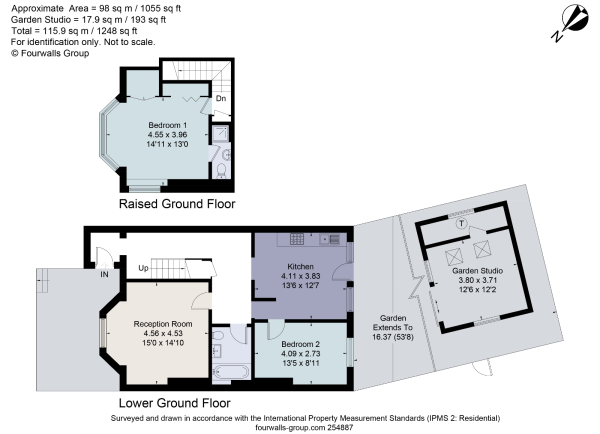 Approximate Area = 98 sq m / 1055 sq ft
Garden Studio = 17.9 sq m / 193 sq ft
Total = 115.9 sq m / 1248 sq ft
For identification only. Not to scale.
© Fourwalls Group
N
Dn
Bedroom 1
4.55 x 3.96
14'11 x 13'0
Raised Ground Floor
IN
Up
Kitchen
4.11 x 3.83
13'6 x 12'7
T
Garden Studio
3.80 x 3.71
12'6 x 12'2
Reception Room
4.56 x 4.53
15'0 x 14'10
Garden
Extends To
16.37 (53'8)
Bedroom 2
4.09 x 2.73
13'5 x 8'11
Lower Ground Floor
Surveyed and drawn in accordance with the International Property Measurement Standards (IPMS 2: Residential)
fourwalls-group.com 254887